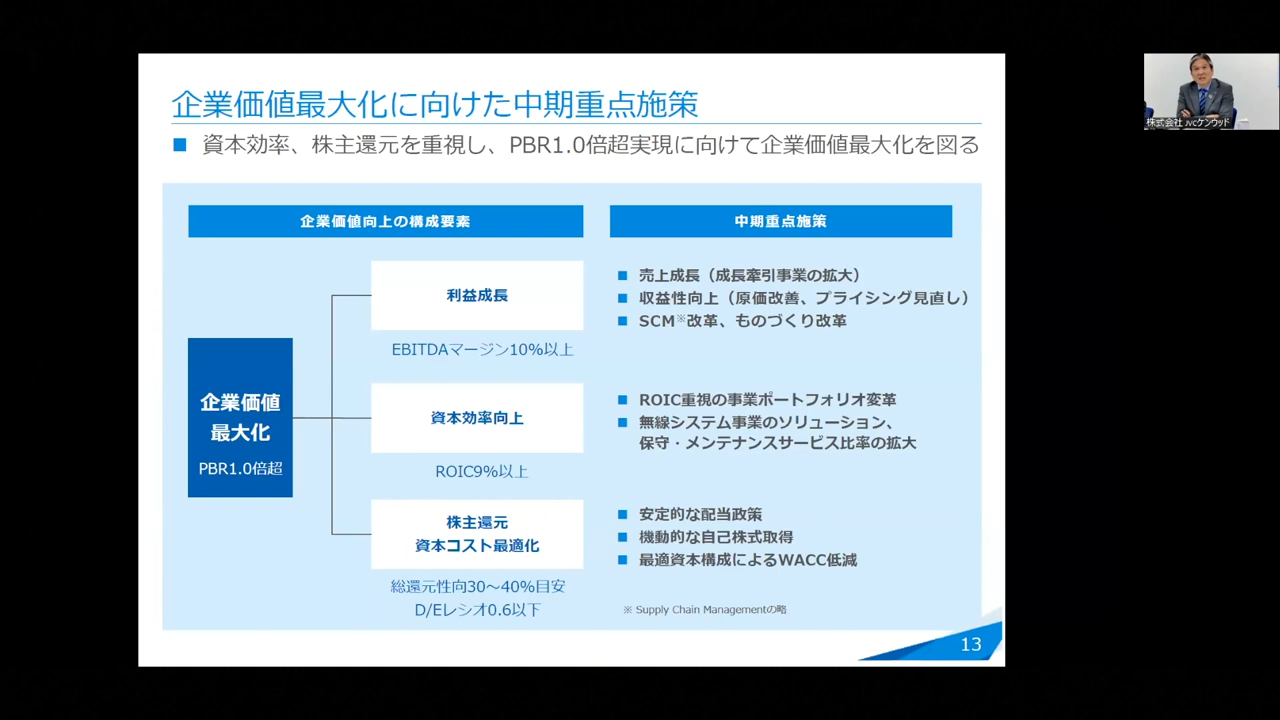 企業価値最大化に向けた中期重点施策
■ 資本効率、株主還元を重視し、PBR1.0倍超実現に向けて企業価値最大化を図る
企業価値向上の構成要素
中期重点施策
企業価値
最大化
PBR1.0倍超
利益成長
EBITDAマージン10%以上
■ 売上成長（成長牽引事業の拡大）
■ 収益性向上（原価改善、プライシング見直し）
■ SCM※改革、ものづくり改革
資本効率向上
ROIC9%以上
■ ROIC重視の事業ポートフォリオ変革
■ 無線システム事業のソリューション、
保守・メンテナンスサービス比率の拡大
株主還元
資本コスト最適化
総還元性向30～40%目安
D/Eレシオ0.6以下
■ 安定的な配当政策
■ 機動的な自己株式取得
■ 最適資本構成によるWACC低減
※ Supply Chain Managementの略
13
株式会社JVCケンウッド